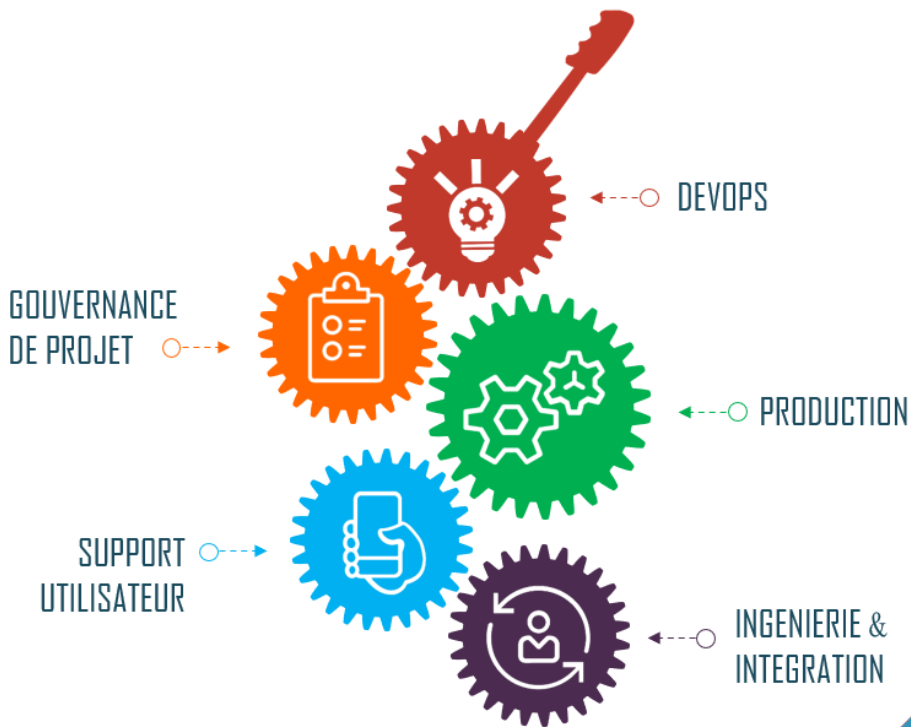 DEVOPS
GOUVERNANCE
DE PROJET
PRODUCTION
SUPPORT
UTILISATEUR
INGENIERIE &
INTEGRATION